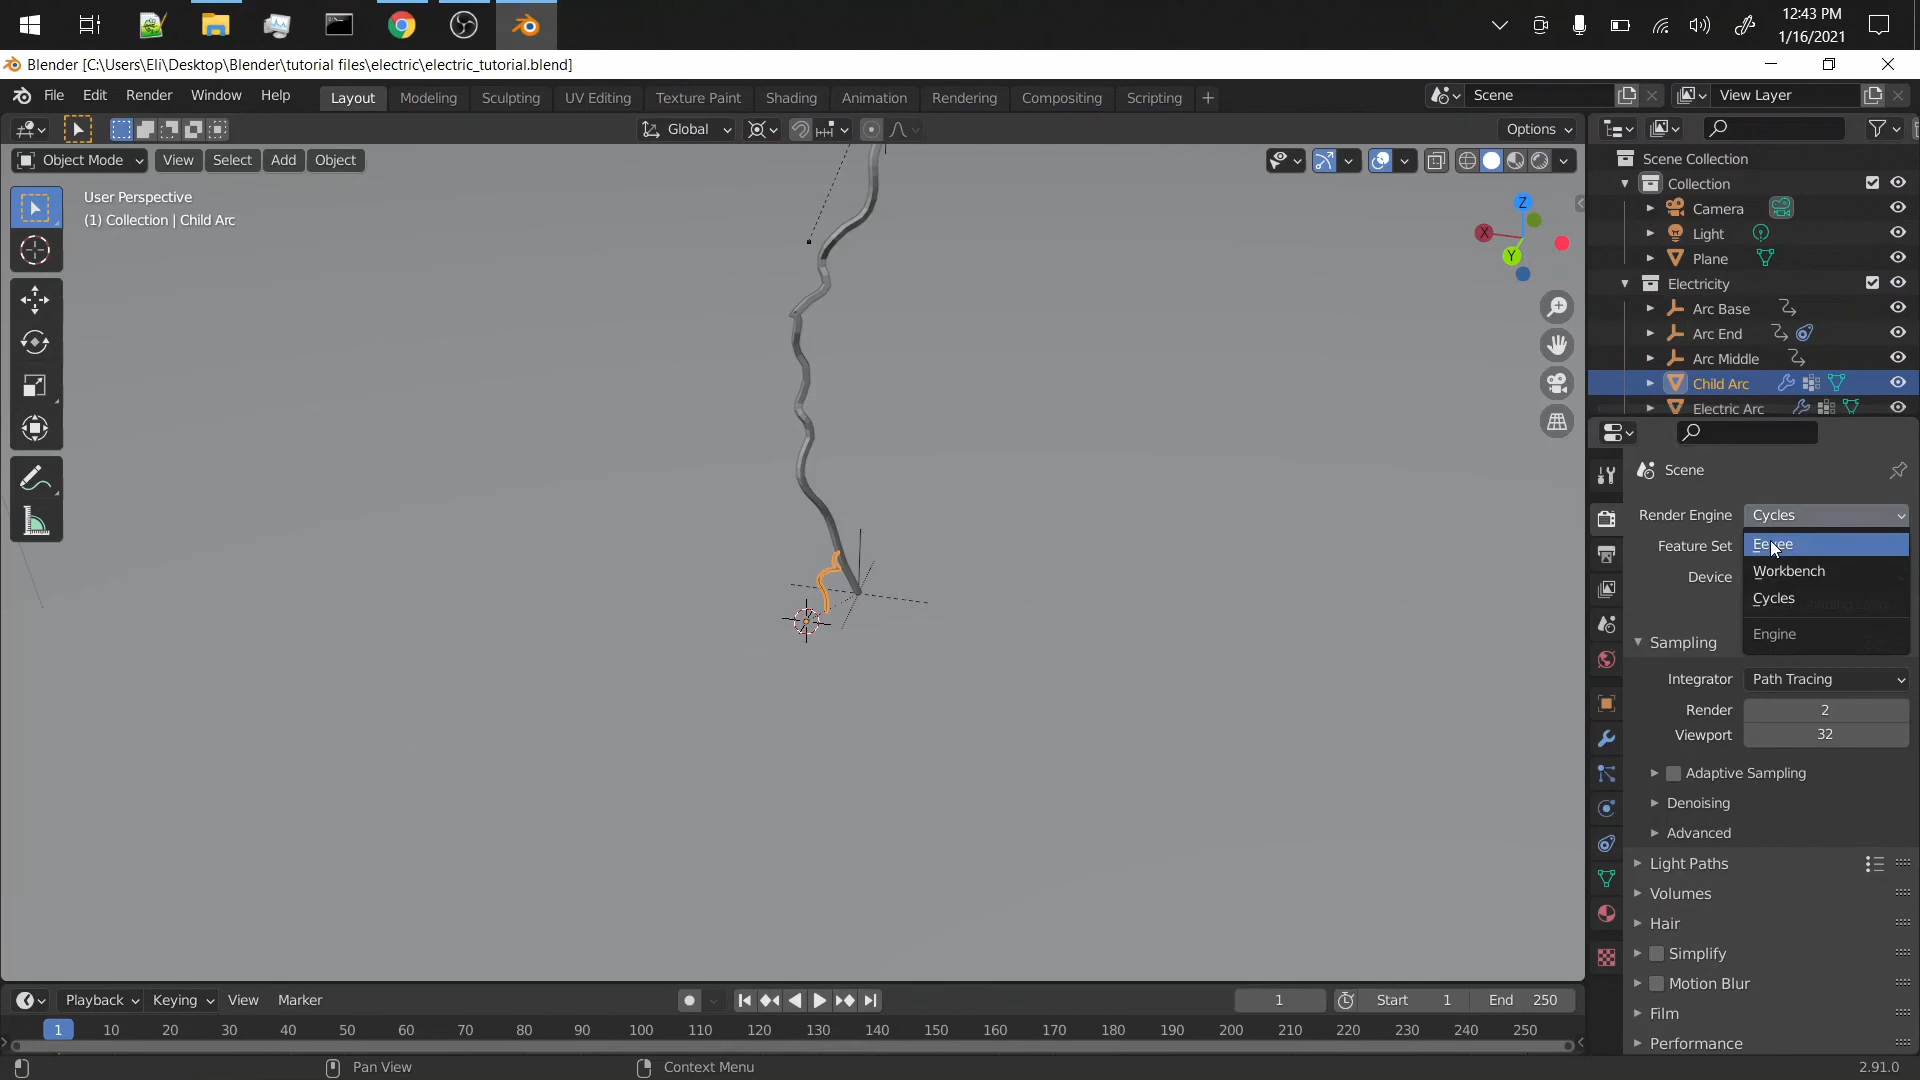 12:43 PM
1/16/2021
Blender [C:\Users\Eli\Desktop\Blender\tutorial files\electric\electric_tutorial.blend]
File Edit Render Window Help Layout Modeling Sculpting UV Editing Texture Paint Shading Animation Rendering Compositing Scripting + Scene View Layer
Global Options
Object Mode View Select Add Object
User Perspective
(1) Collection | Child Arc
Z
X
Y
Scene Collection
Collection
Camera
Light
Plane
Electricity
Arc Base
Arc End
Arc Middle
Child Arc
Electric Arc
Scene
Render Engine Cycles
Feature Set Eevee
Workbench
Device
Cycles
Engine
Sampling
Integrator Path Tracing
Render 2
Viewport 32
Adaptive Sampling
Denoising
Advanced
Light Paths
Volumes
Hair
Simplify
Motion Blur
Film
Performance
Playback Keying View Marker 1 Start 1 End 250
1 10 20 30 40 50 60 70 80 90 100 110 120 130 140 150 160 170 180 190 200 210 220 230 240 250
Pan View Context Menu 2.91.0